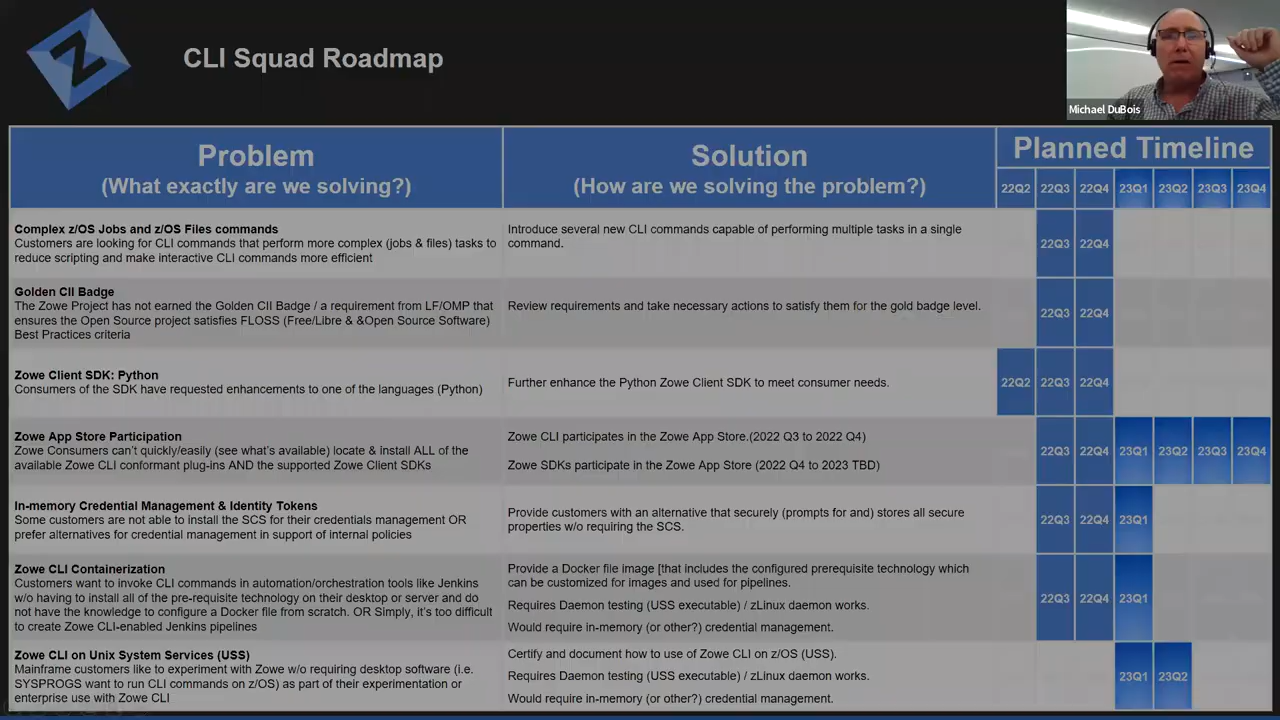 CLI Squad Roadmap
Michael DuBois
Problem
(What exactly are we solving?)
Solution
(How are we solving the problem?)
Planned Timeline
22Q2 22Q3 22Q4 23Q1 23Q2 23Q3 23Q4
Complex z/OS Jobs and z/OS Files commands
Customers are looking for CLI commands that perform more complex (jobs & files) tasks to
reduce scripting and make interactive CLI commands more efficient
Introduce several new CLI commands capable of performing multiple tasks in a single
command.
22Q3 22Q4
Golden CII Badge
The Zowe Project has not earned the Golden CII Badge / a requirement from LF/OMP that
ensures the Open Source project satisfies FLOSS (Free/Libre & &Open Source Software)
Best Practices criteria
Review requirements and take necessary actions to satisfy them for the gold badge level.
22Q3 22Q4
Zowe Client SDK: Python
Consumers of the SDK have requested enhancements to one of the languages (Python)
Further enhance the Python Zowe Client SDK to meet consumer needs.
22Q2 22Q3 22Q4
Zowe App Store Participation
Zowe Consumers can't quickly/easily (see what's available) locate & install ALL of the
available Zowe CLI conformant plug-ins AND the supported Zowe Client SDKs
Zowe CLI participates in the Zowe App Store.(2022 Q3 to 2022 Q4)
Zowe SDKs participate in the Zowe App Store (2022 Q4 to 2023 TBD)
22Q3 22Q4 23Q1 23Q2 23Q3 23Q4
In-memory Credential Management & Identity Tokens
Some customers are not able to install the SCS for their credentials management OR
prefer alternatives for credential management in support of internal policies
Provide customers with an alternative that securely (prompts for and) stores all secure
properties w/o requiring the SCS.
22Q3 22Q4 23Q1
Zowe CLI Containerization
Customers want to invoke CLI commands in automation/orchestration tools like Jenkins
w/o having to install all of the pre-requisite technology on their desktop or server and do
not have the knowledge to configure a Docker file from scratch. OR Simply, it's too difficult
to create Zowe CLI-enabled Jenkins pipelines
Provide a Docker file image [that includes the configured prerequisite technology which
can be customized for images and used for pipelines.
Requires Daemon testing (USS executable) / zLinux daemon works.
Would require in-memory (or other?) credential management.
22Q3 22Q4 23Q1
Zowe CLI on Unix System Services (USS)
Mainframe customers like to experiment with Zowe w/o requiring desktop software (i.e.
SYSPROGS want to run CLI commands on z/OS) as part of their experimentation or
enterprise use with Zowe CLI
Certify and document how to use of Zowe CLI on z/OS (USS).
Requires Daemon testing (USS executable) / zLinux daemon works.
Would require in-memory (or other?) credential management.
23Q1 23Q2